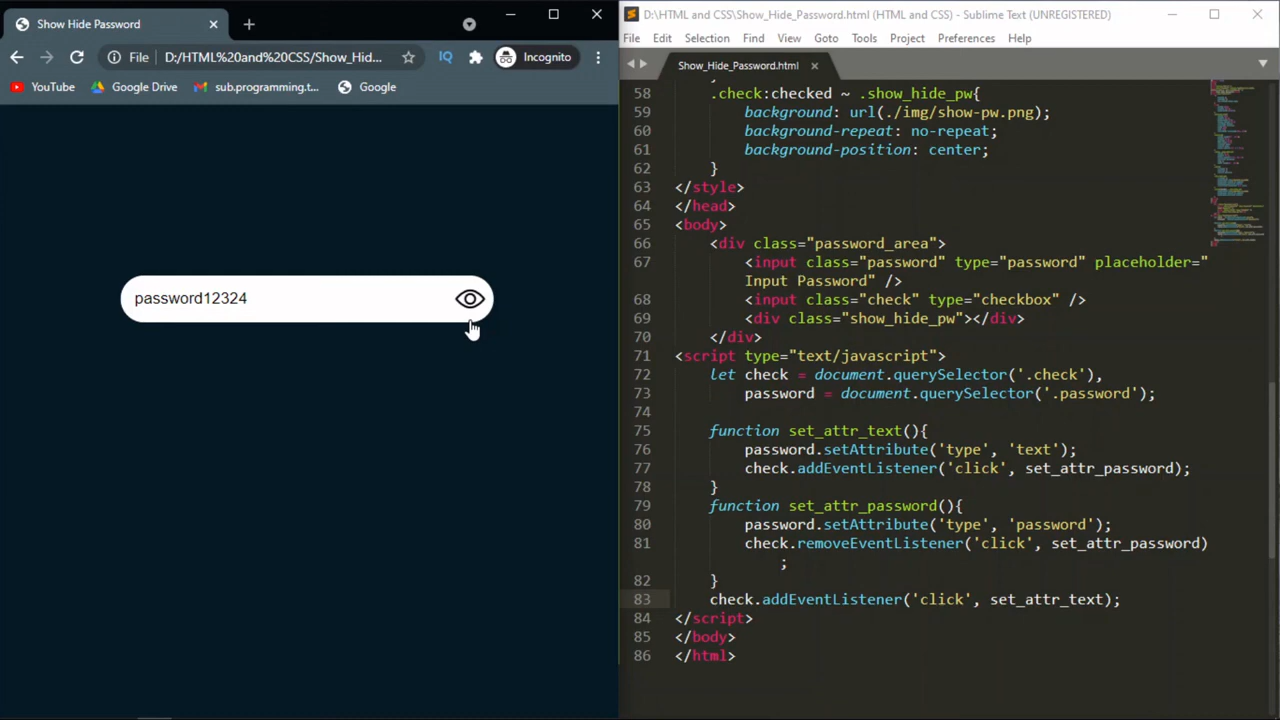 Show Hide Password
File
D:/HTML%20and%20CSS/Show_Hid...
IQ
Incognito
YouTube
Google Drive
sub.programming.t...
Google
password12324
D:\HTML and CSS\Show_Hide_Password.html (HTML and CSS) - Sublime Text (UNREGISTERED)
File Edit Selection Find View Goto Tools Project Preferences Help
Show_Hide_Password.html
58 .check:checked ~ .show_hide_pw{
59 background: url(./img/show-pw.png);
60 background-repeat: no-repeat;
61 background-position: center;
62 }
63 </style>
64 </head>
65 <body>
66 <div class="password_area">
67 <input class="password" type="password" placeholder="
Input Password" />
68 <input class="check" type="checkbox" />
69 <div class="show_hide_pw"></div>
70 </div>
71 <script type="text/javascript">
72 let check = document.querySelector('.check'),
73 password = document.querySelector('.password');
74
75 function set_attr_text(){
76 password.setAttribute('type', 'text');
77 check.addEventListener('click', set_attr_password);
78 }
79 function set_attr_password(){
80 password.setAttribute('type', 'password');
81 check.removeEventListener('click', set_attr_password)
;
82 }
83 check.addEventListener('click', set_attr_text);
84 </script>
85 </body>
86 </html>